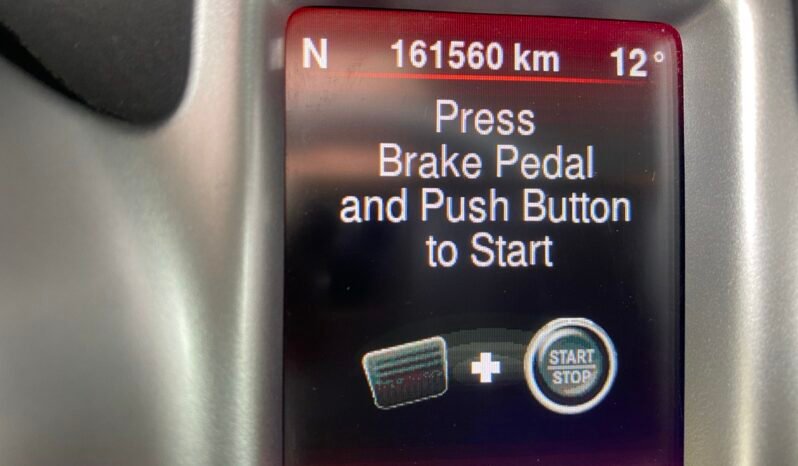 N 161560 km 12°
Press
Brake Pedal
and Push Button
to Start
START
STOP